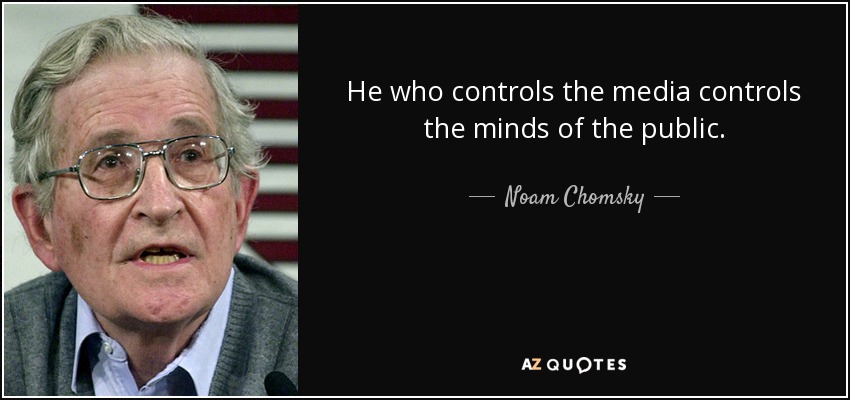 He who controls the media controls
the minds of the public.
Noam Chomsky
AZ QUOTES